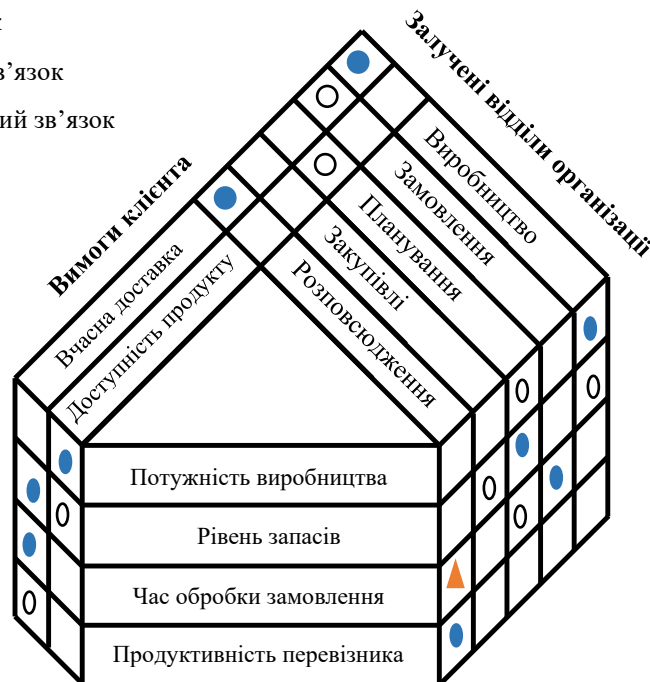 в’язок
ий зв’язок
Залучені відділи організації
Вимоги клієнта
Виробництво
Замовлення
Планування
Закупівлі
Розповсюдження
Вчасна доставка
Доступність продукту
Потужність виробництва
Рівень запасів
Час обробки замовлення
Продуктивність перевізника